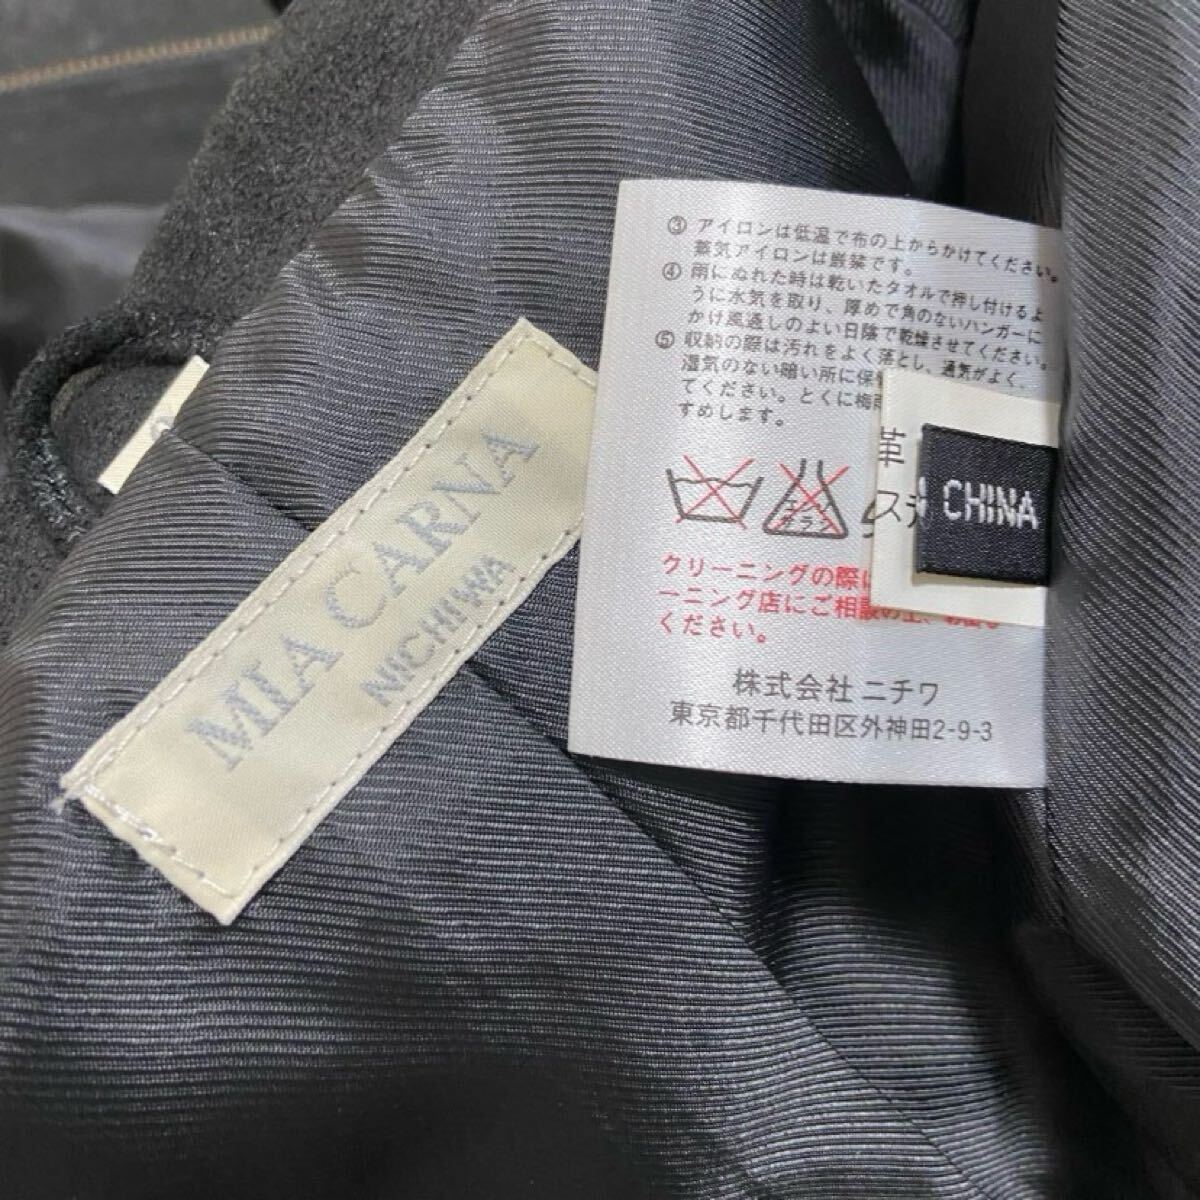 MIA CARNA
NICHIWA
③ アイロンは低温で布の上からかけてください。
蒸気アイロンは厳禁です。
④ 雨にぬれた時は乾いたタオルで押し付けるよ
うに水気を取り、厚めで角のないハンガーに
かけ風通しのよい日陰で乾燥させてください。
⑤ 収納の際は汚れをよく落とし、通気がよく、
湿気のない暗い所に保
てください。とくに梅雨
すめします。
エンソ
サラシ
革
CHINA
クリーニングの際は
ーニング店にご相談の上、
ください。
株式会社 ニチワ
東京都千代田区外神田2-9-3